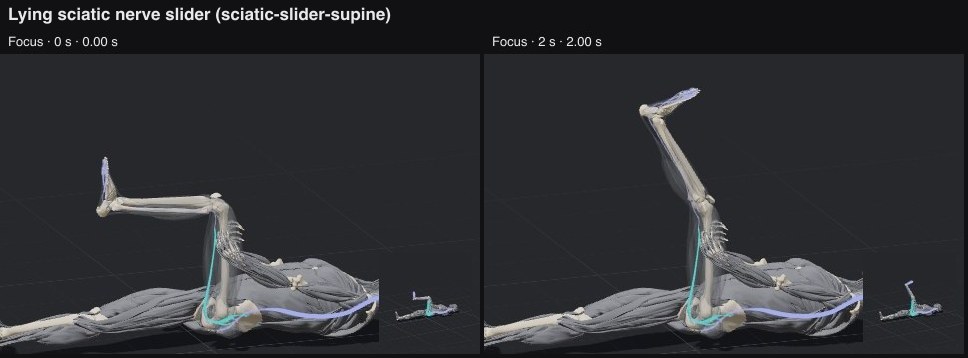 Lying sciatic nerve slider (sciatic-slider-supine)
Focus · 0 s · 0.00 s
Focus · 2 s · 2.00 s